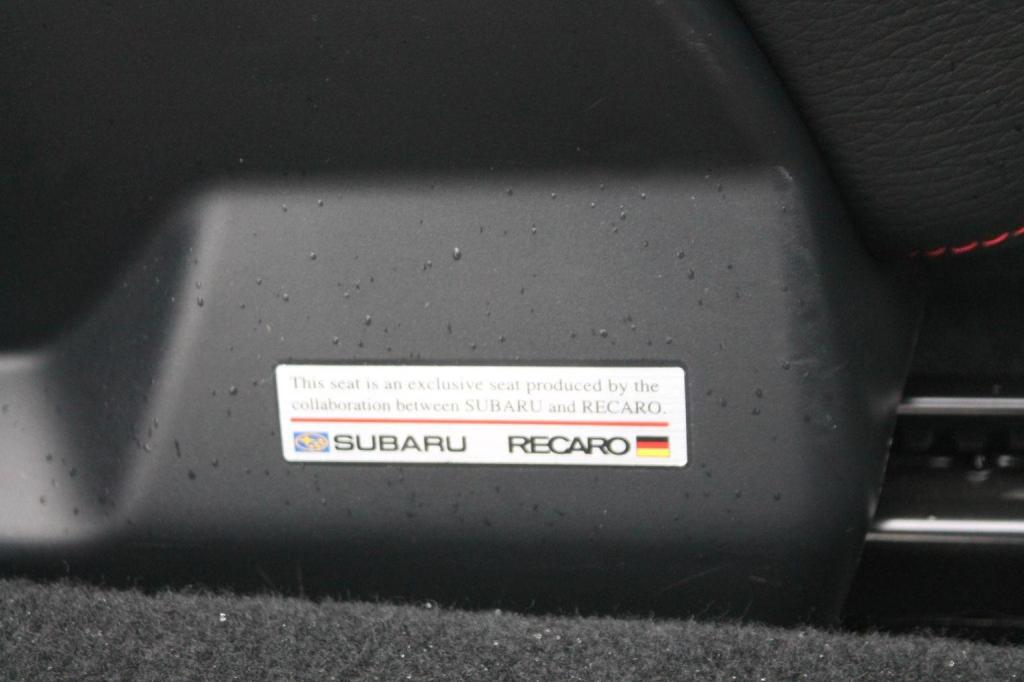 This seat is an exclusive seat produced by the
collaboration between SUBARU and RECARO.
SUBARU RECARO